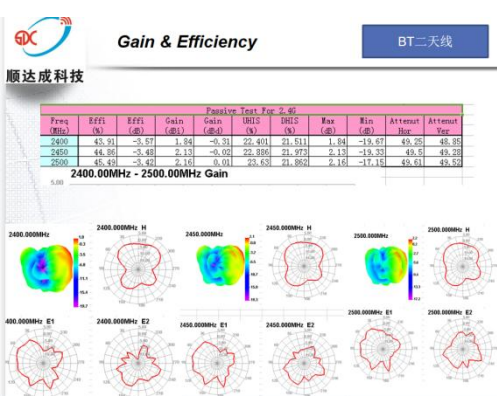 SDC
顺达成科技
Gain & Efficiency
BT二天线
Passive Test For 2.4G
Freq Effi Effi Gain Gain UHIS DHIS Max Min Attenut Attenut
(MHz) (%) (dB) (dBi) (dBd) (%) (%) (dB) (dB) Hor Ver
2400 43.91 -3.57 1.84 -0.31 22.401 21.511 1.84 -19.67 49.25 48.85
2450 44.86 -3.48 2.13 -0.02 22.886 21.973 2.13 -19.33 49.5 49.28
2500 45.49 -3.42 2.16 0.01 23.63 21.862 2.16 -17.15 49.61 49.52
2400.00MHz - 2500.00MHz Gain
5.00
2400.000MHz
2400.000MHz H
2450.000MHz
2450.000MHz H
2500.000MHz
2500.000MHz H
400.000MHz E1
2400.000MHz E2
2450.000MHz E1
2450.000MHz E2
2500.000MHz E1
2500.000MHz E2